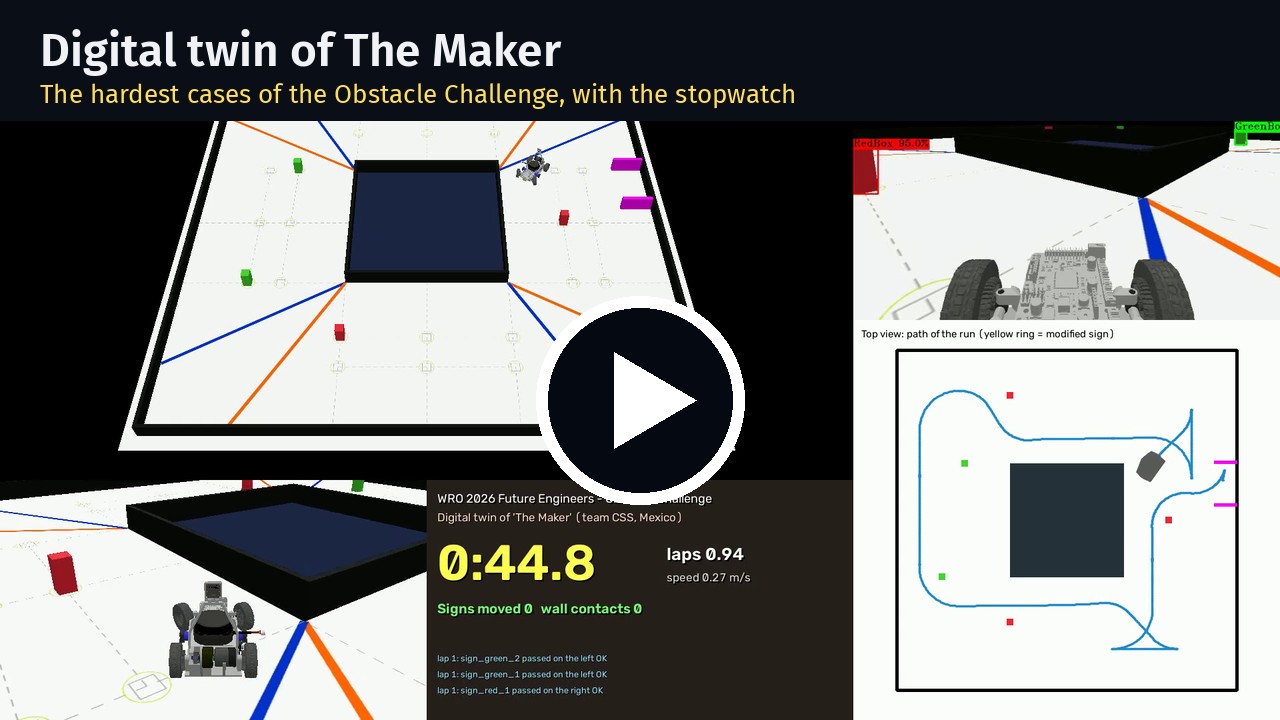 Digital twin of The Maker
The hardest cases of the Obstacle Challenge, with the stopwatch
RedBox 95.0%
GreenBo
Top view: path of the run (yellow ring = modified sign)
WRO 2026 Future Engineers -
Digital twin of 'The Maker' (team CSS, Mexico)
0:44.8
laps 0.94
speed 0.27 m/s
Signs moved 0 wall contacts 0
lap 1: sign_green_2 passed on the left OK
lap 1: sign_green_1 passed on the left OK
lap 1: sign_red_1 passed on the right OK